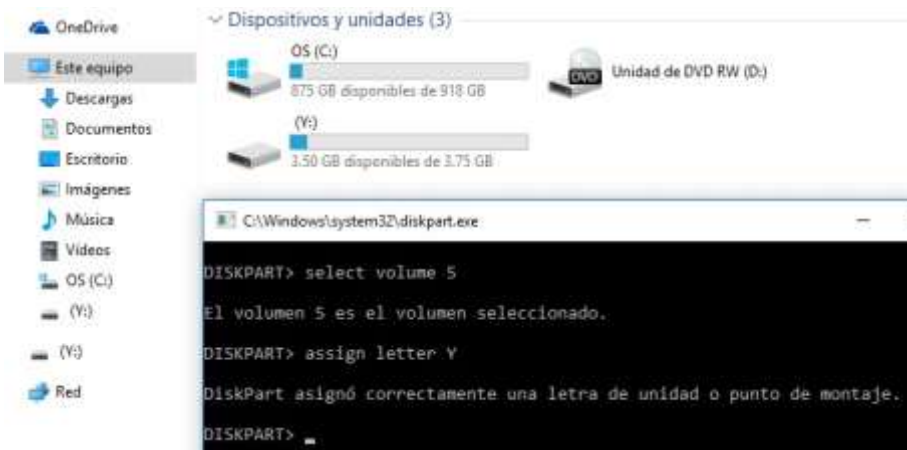 OneDrive
Este equipo
Descargas
Documentos
Escritorio
Imágenes
Música
Vídeos
OS (C:)
(Y:)
(Y:)
Red
Dispositivos y unidades (3)
OS (C:)
875 GB disponibles de 918 GB
Unidad de DVD RW (D:)
DVD
(Y:)
3.50 GB disponibles de 3.75 GB
C:\Windows\system32\diskpart.exe
DISKPART> select volume 5
El volumen 5 es el volumen seleccionado.
DISKPART> assign letter Y
DiskPart asignó correctamente una letra de unidad o punto de montaje.
DISKPART> _